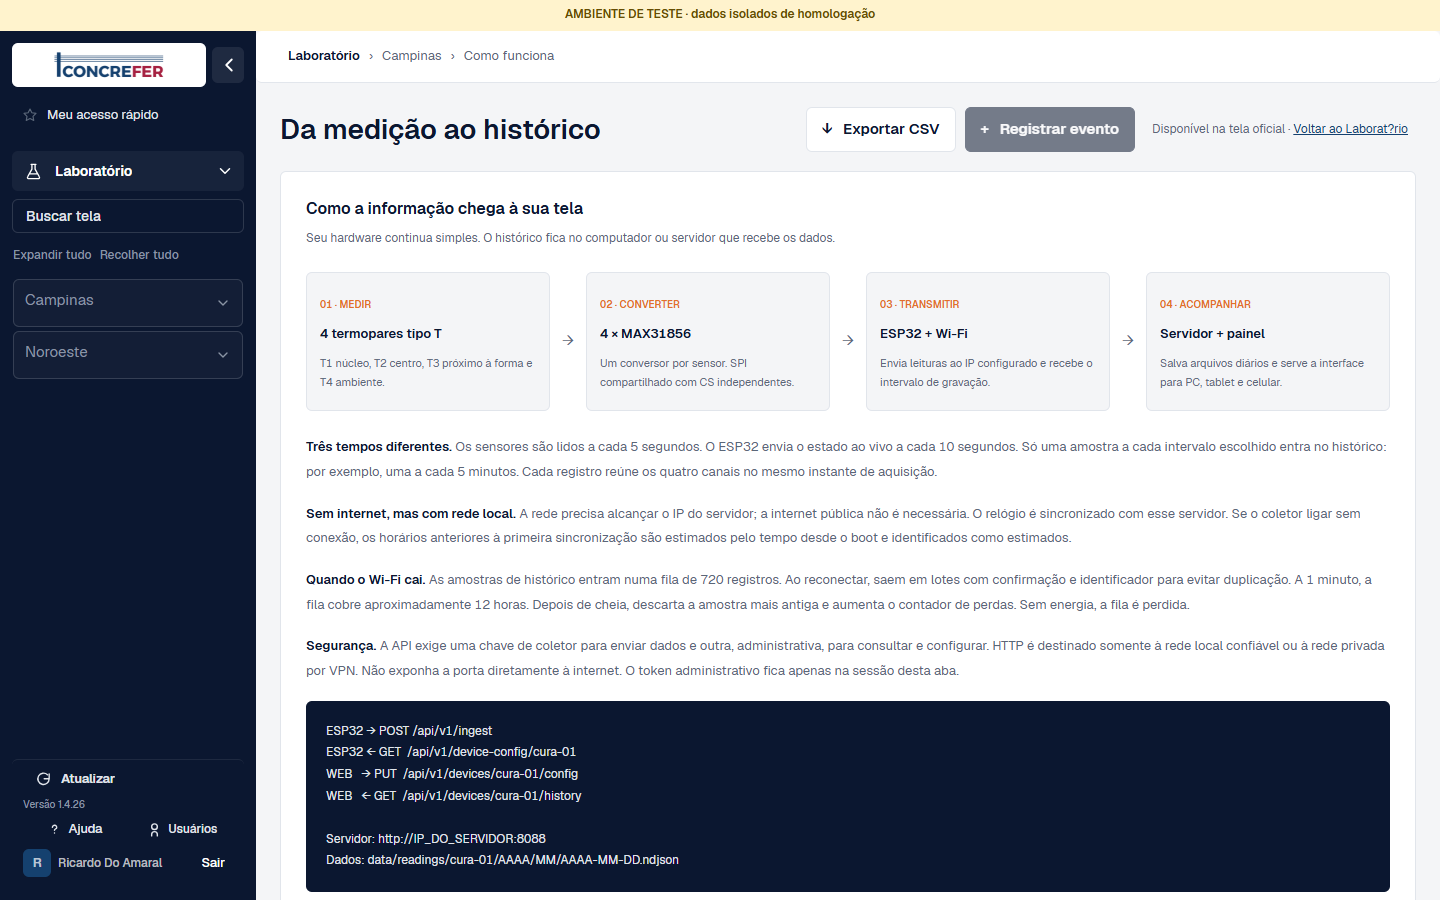 AMBIENTE DE TESTE · dados isolados de homologação
CONCREFER
Meu acesso rápido
Laboratório
Buscar tela
Expandir tudo Recolher tudo
Campinas
Noroeste
Atualizar
Versão 1.4.26
? Ajuda
Usuários
R Ricardo Do Amaral Sair
Laboratório › Campinas › Como funciona
Da medição ao histórico
↓ Exportar CSV
+ Registrar evento
Disponível na tela oficial · Voltar ao Laborat?rio
Como a informação chega à sua tela
Seu hardware continua simples. O histórico fica no computador ou servidor que recebe os dados.
01 · MEDIR
4 termopares tipo T
T1 núcleo, T2 centro, T3 próximo à forma e
T4 ambiente.
→
02 · CONVERTER
4 × MAX31856
Um conversor por sensor. SPI
compartilhado com CS independentes.
→
03 · TRANSMITIR
ESP32 + Wi-Fi
Envia leituras ao IP configurado e recebe o
intervalo de gravação.
→
04 · ACOMPANHAR
Servidor + painel
Salva arquivos diários e serve a interface
para PC, tablet e celular.
Três tempos diferentes. Os sensores são lidos a cada 5 segundos. O ESP32 envia o estado ao vivo a cada 10 segundos. Só uma amostra a cada intervalo escolhido entra no histórico:
por exemplo, uma a cada 5 minutos. Cada registro reúne os quatro canais no mesmo instante de aquisição.
Sem internet, mas com rede local. A rede precisa alcançar o IP do servidor; a internet pública não é necessária. O relógio é sincronizado com esse servidor. Se o coletor ligar sem
conexão, os horários anteriores à primeira sincronização são estimados pelo tempo desde o boot e identificados como estimados.
Quando o Wi-Fi cai. As amostras de histórico entram numa fila de 720 registros. Ao reconectar, saem em lotes com confirmação e identificador para evitar duplicação. A 1 minuto, a
fila cobre aproximadamente 12 horas. Depois de cheia, descarta a amostra mais antiga e aumenta o contador de perdas. Sem energia, a fila é perdida.
Segurança. A API exige uma chave de coletor para enviar dados e outra, administrativa, para consultar e configurar. HTTP é destinado somente à rede local confiável ou à rede privada
por VPN. Não exponha a porta diretamente à internet. O token administrativo fica apenas na sessão desta aba.
ESP32 → POST /api/v1/ingest
ESP32 ← GET /api/v1/device-config/cura-01
WEB → PUT /api/v1/devices/cura-01/config
WEB ← GET /api/v1/devices/cura-01/history
Servidor: http://IP_DO_SERVIDOR:8088
Dados: data/readings/cura-01/AAAA/MM/AAAA-MM-DD.ndjson